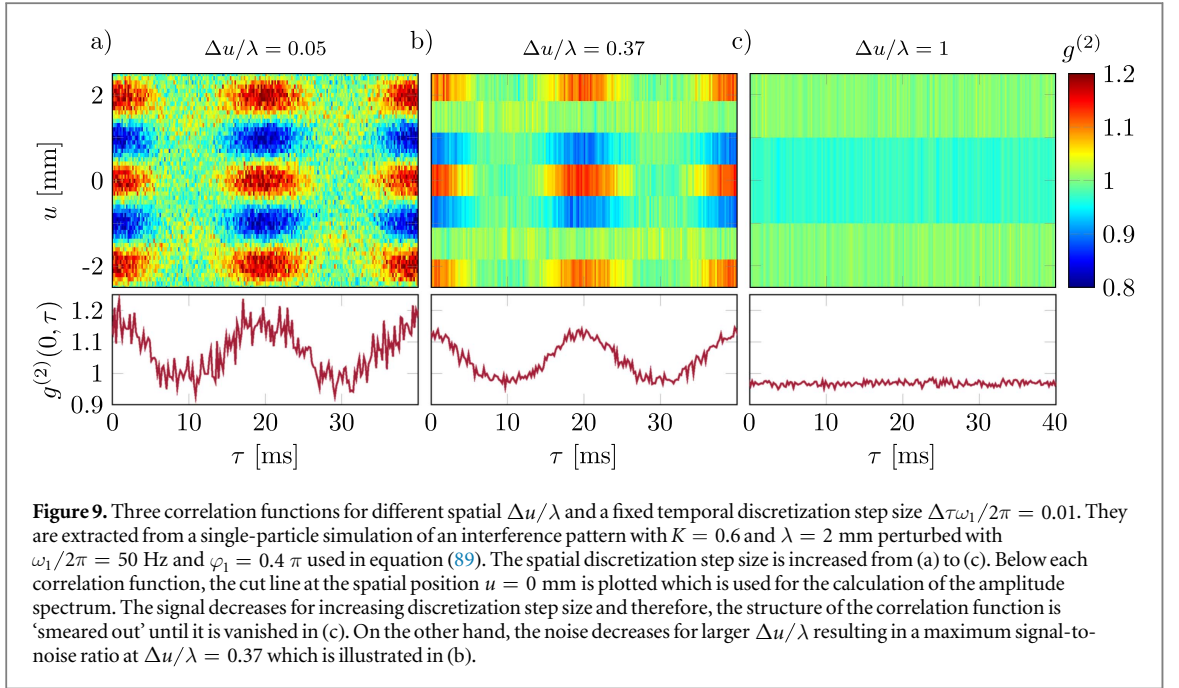 a) Δu/λ = 0.05 b) Δu/λ = 0.37 c) Δu/λ = 1 g⁽²⁾
2
0
-2
u [mm]
1.2
1.1
1
0.9
0.8
1.2
1.1
1
0.9
g⁽²⁾(0, τ)
0 10 20 30 0 10 20 30 0 10 20 30 40
τ [ms] τ [ms] τ [ms]
Figure 9. Three correlation functions for different spatial Δu/λ and a fixed temporal discretization step size Δτω₁/2π = 0.01. They
are extracted from a single-particle simulation of an interference pattern with K = 0.6 and λ = 2 mm perturbed with
ω₁/2π = 50 Hz and φ₁ = 0.4 π used in equation (89). The spatial discretization step size is increased from (a) to (c). Below each
correlation function, the cut line at the spatial position u = 0 mm is plotted which is used for the calculation of the amplitude
spectrum. The signal decreases for increasing discretization step size and therefore, the structure of the correlation function is
‘smeared out’ until it is vanished in (c). On the other hand, the noise decreases for larger Δu/λ resulting in a maximum signal-to-
noise ratio at Δu/λ = 0.37 which is illustrated in (b).